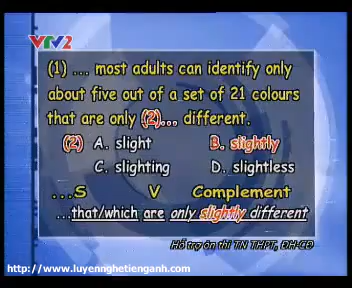 VTV2
(1) ... most adults can identify only
about five out of a set of 21 colours
that are only (2)... different.
(2) A. slight B. slightly
C. slighting D. slightless
...S V Complement
...that/which are only slightly different
Hỗ trợ ôn thi TN THPT, ĐH-CĐ
http://www.luyennghetienganh.com